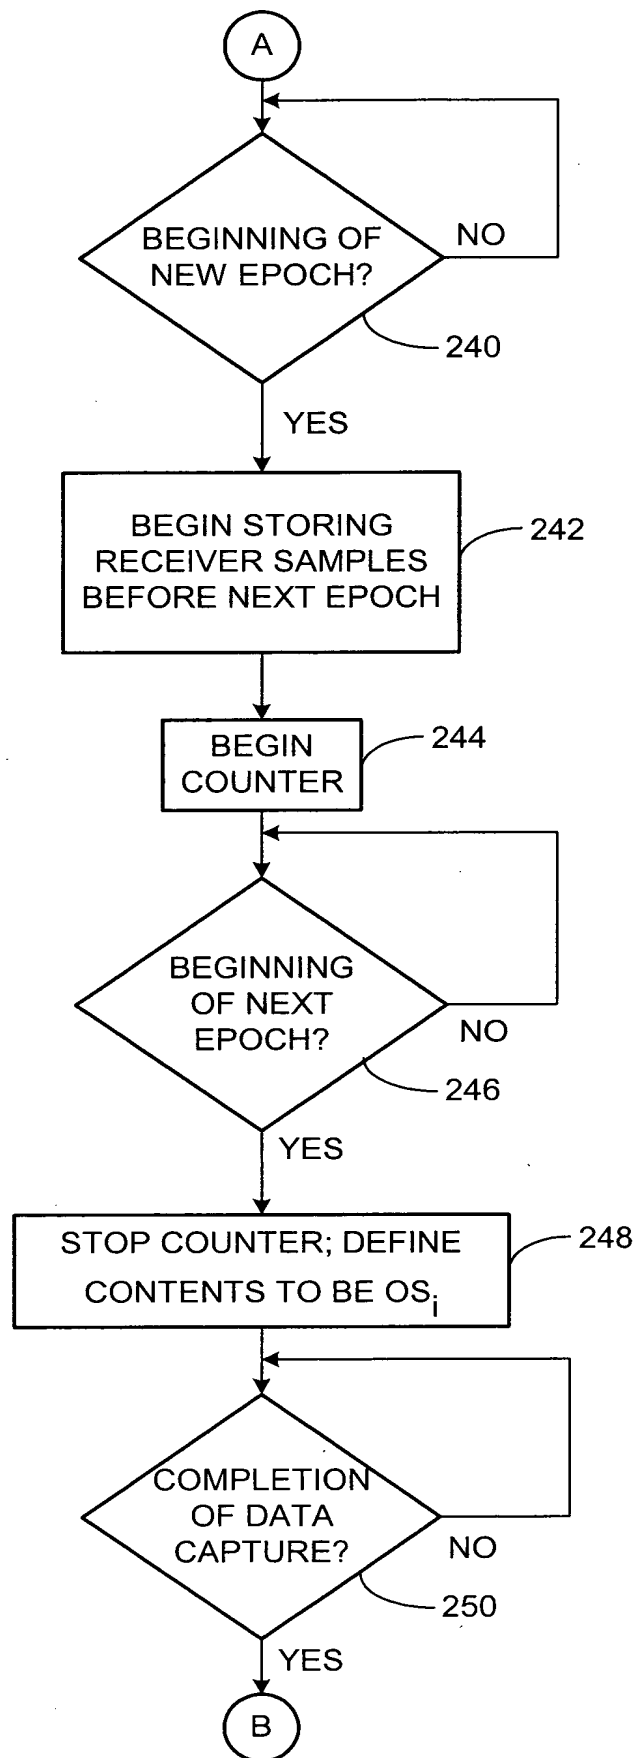 A
BEGINNING OF
NEW EPOCH?
NO
240
YES
BEGIN STORING
RECEIVER SAMPLES
BEFORE NEXT EPOCH
242
BEGIN
COUNTER
244
BEGINNING
OF NEXT
EPOCH?
NO
246
YES
STOP COUNTER; DEFINE
CONTENTS TO BE OSi
248
COMPLETION
OF DATA
CAPTURE?
NO
250
YES
B